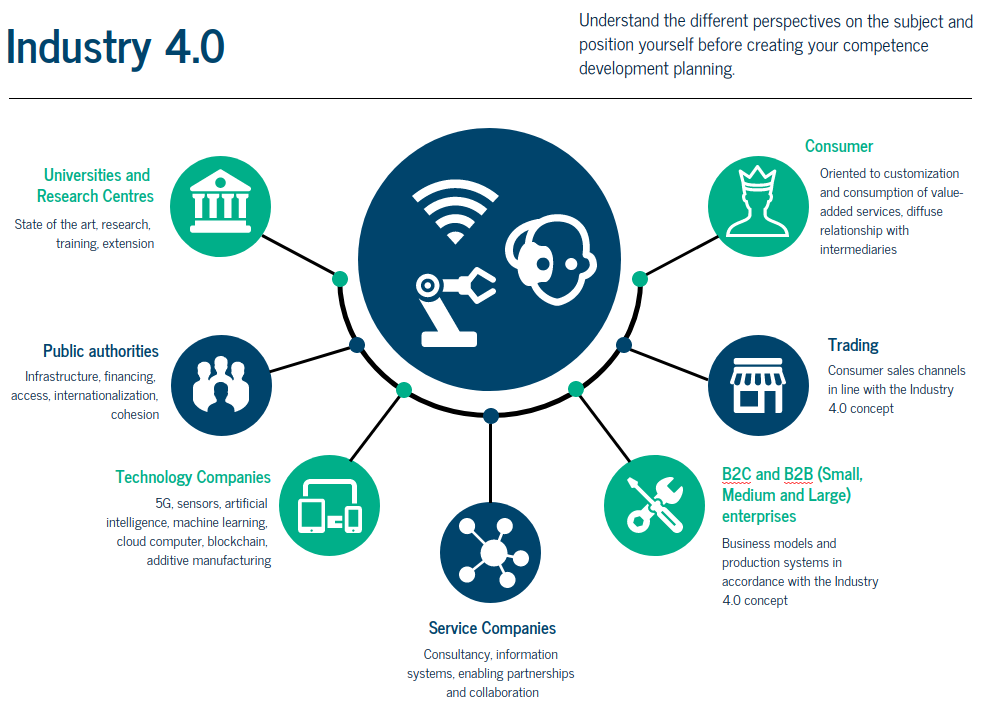 Industry 4.0
Understand the different perspectives on the subject and
position yourself before creating your competence
development planning.
Universities and
Research Centres
State of the art, research,
training, extension
Consumer
Oriented to customization
and consumption of value-
added services, diffuse
relationship with
intermediaries
Public authorities
Infrastructure, financing,
access, internationalization,
cohesion
Trading
Consumer sales channels
in line with the Industry
4.0 concept
Technology Companies
5G, sensors, artificial
intelligence, machine learning,
cloud computer, blockchain,
additive manufacturing
B2C and B2B (Small,
Medium and Large)
enterprises
Business models and
production systems in
accordance with the Industry
4.0 concept
Service Companies
Consultancy, information
systems, enabling partnerships
and collaboration